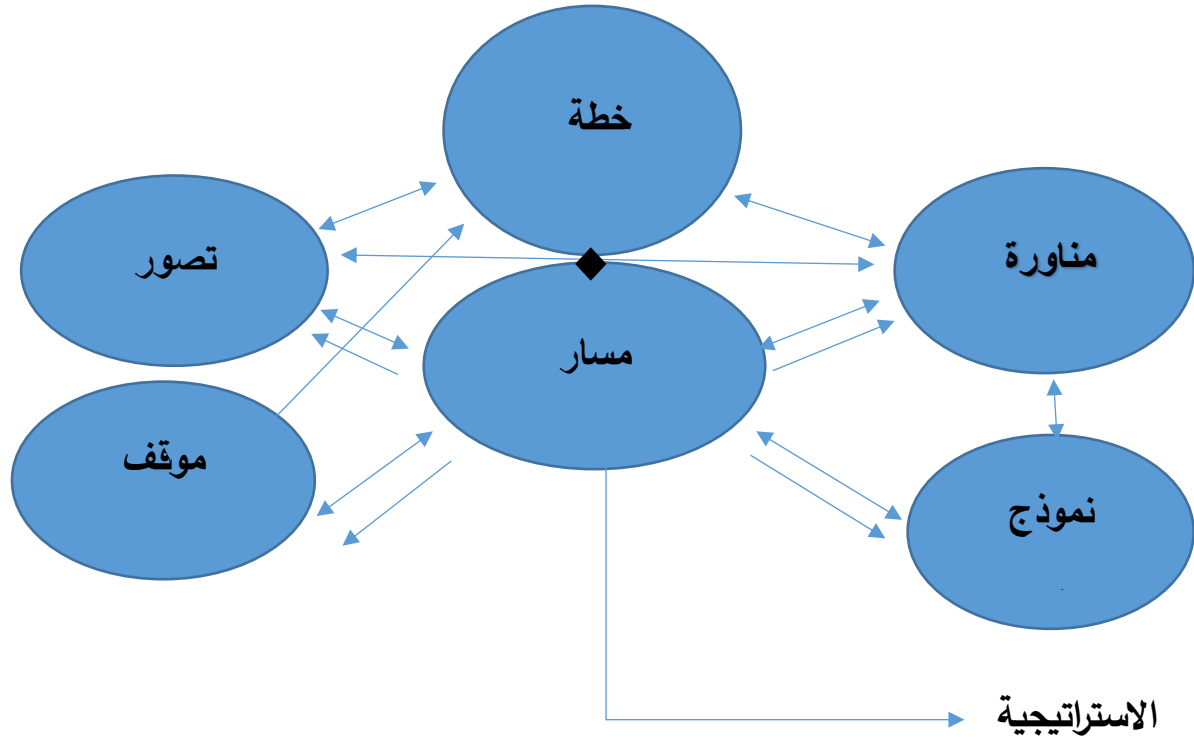 خطة
مناورة
تصور
مسار
موقف
نموذج
الاستراتيجية